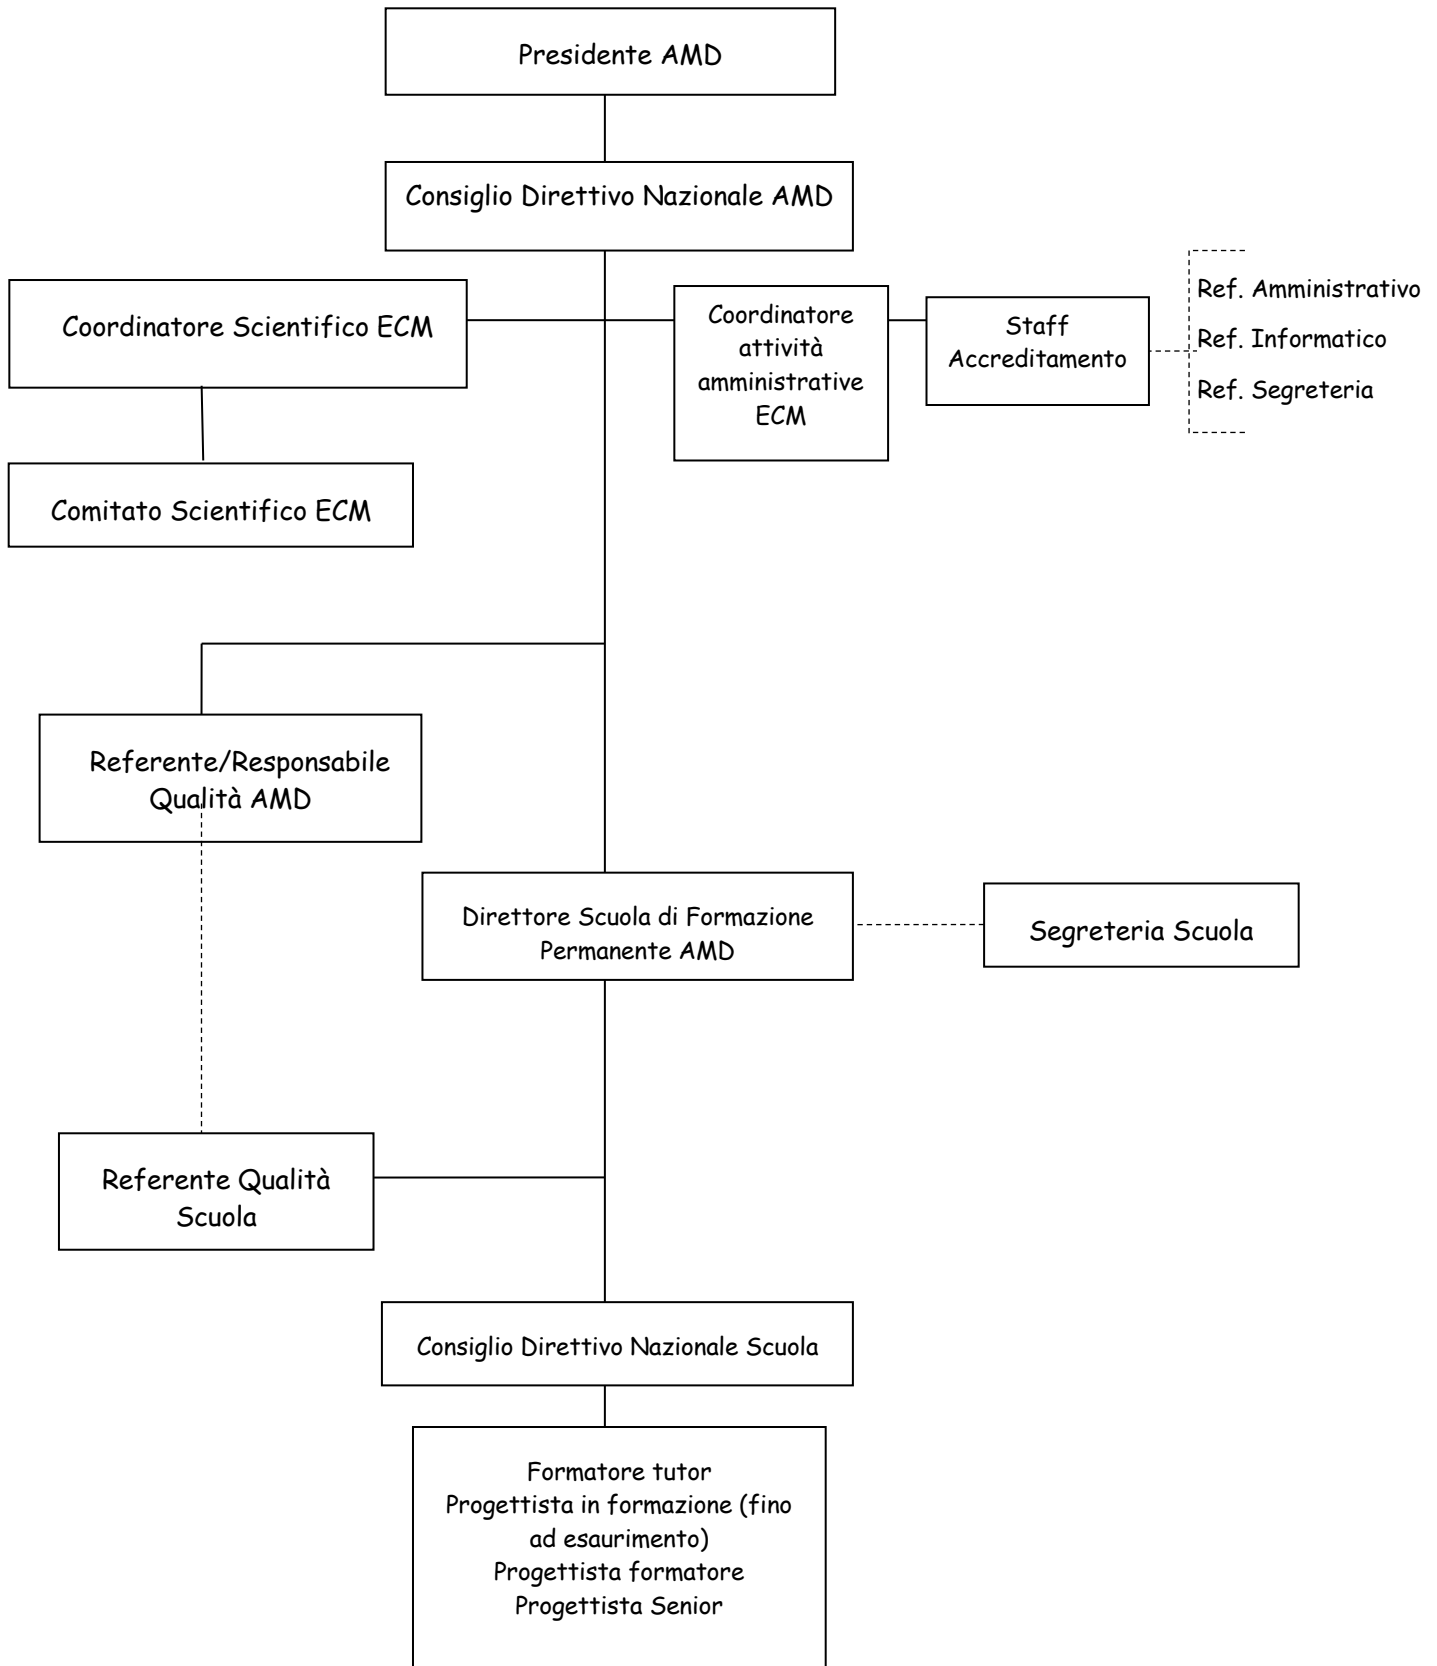 Presidente AMD
Consiglio Direttivo Nazionale AMD
Coordinatore Scientifico ECM
Coordinatore
attività
amministrative
ECM
Staff
Accreditamento
Ref. Amministrativo
Ref. Informatico
Ref. Segreteria
Comitato Scientifico ECM
Referente/Responsabile
Qualità AMD
Direttore Scuola di Formazione
Permanente AMD
Segreteria Scuola
Referente Qualità
Scuola
Consiglio Direttivo Nazionale Scuola
Formatore tutor
Progettista in formazione (fino
ad esaurimento)
Progettista formatore
Progettista Senior